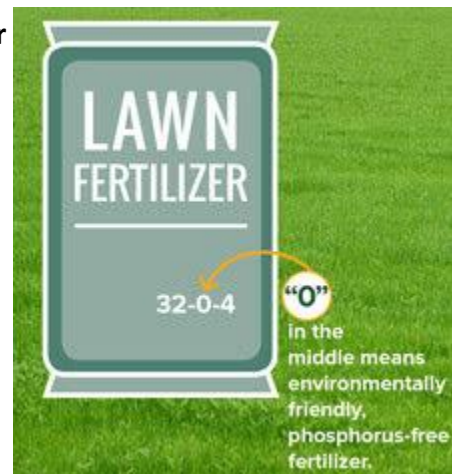 r
LAWN
FERTILIZER
32-0-4
“0”
in the
middle means
environmentally
friendly,
phosphorus-free
fertilizer.